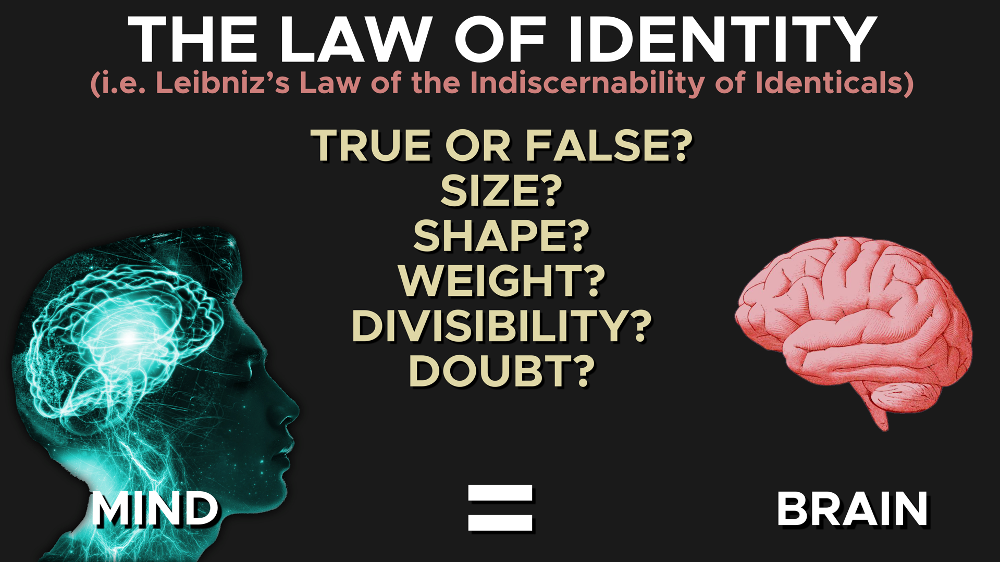 THE LAW OF IDENTITY
(i.e. Leibniz’s Law of the Indiscernability of Identicals)
TRUE OR FALSE?
SIZE?
SHAPE?
WEIGHT?
DIVISIBILITY?
DOUBT?
MIND = BRAIN